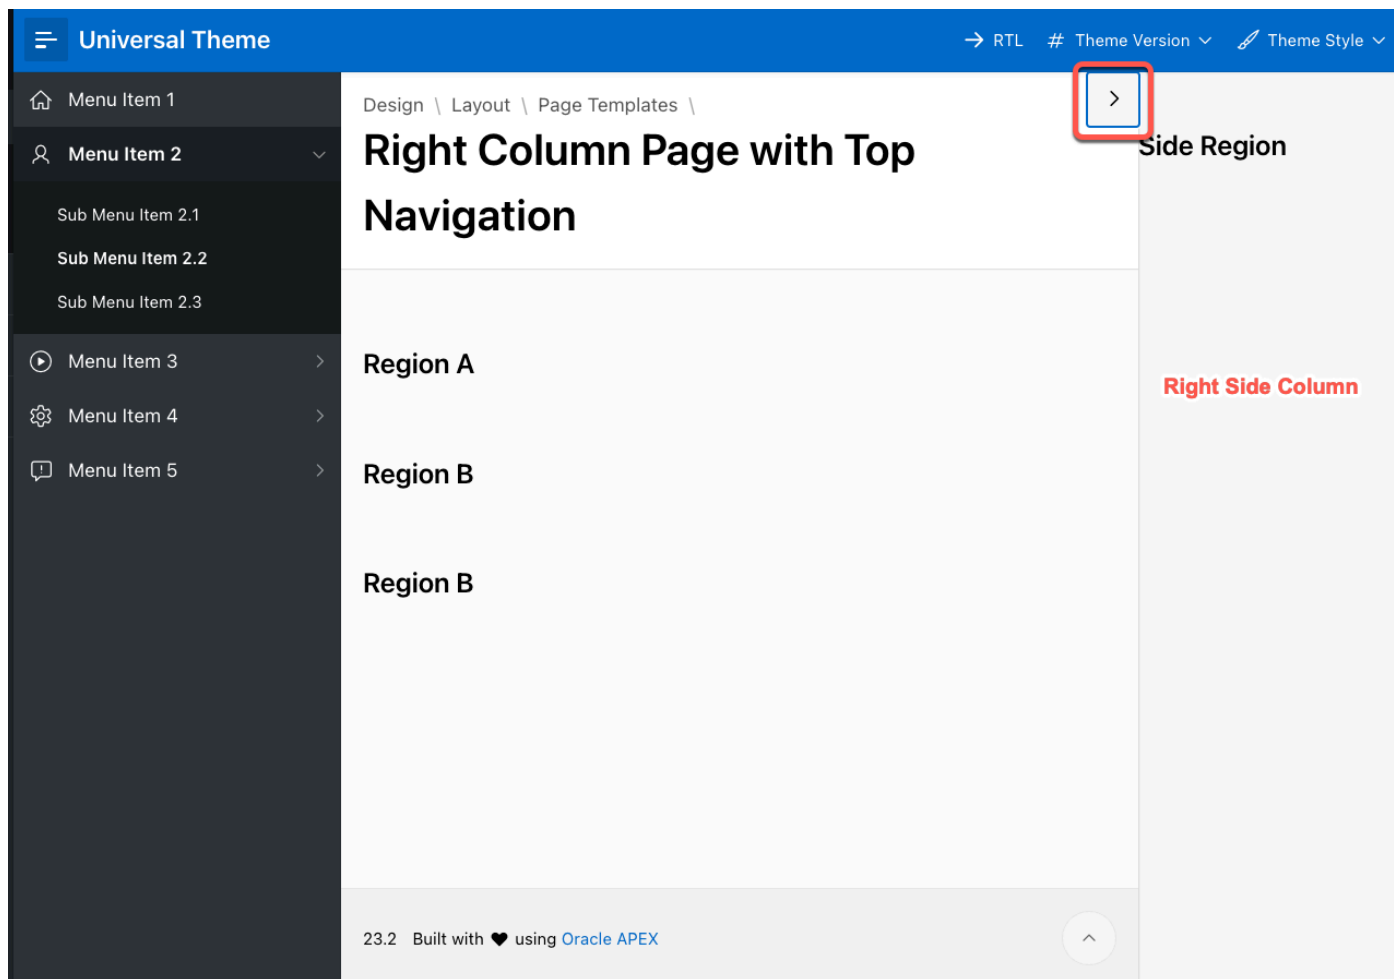 Universal Theme
RTL
# Theme Version
Theme Style
Menu Item 1
Menu Item 2
Sub Menu Item 2.1
Sub Menu Item 2.2
Sub Menu Item 2.3
Menu Item 3
Menu Item 4
Menu Item 5
Design \ Layout \ Page Templates \
Right Column Page with Top
Navigation
Region A
Region B
Region B
23.2 Built with ♥ using Oracle APEX
Side Region
Right Side Column